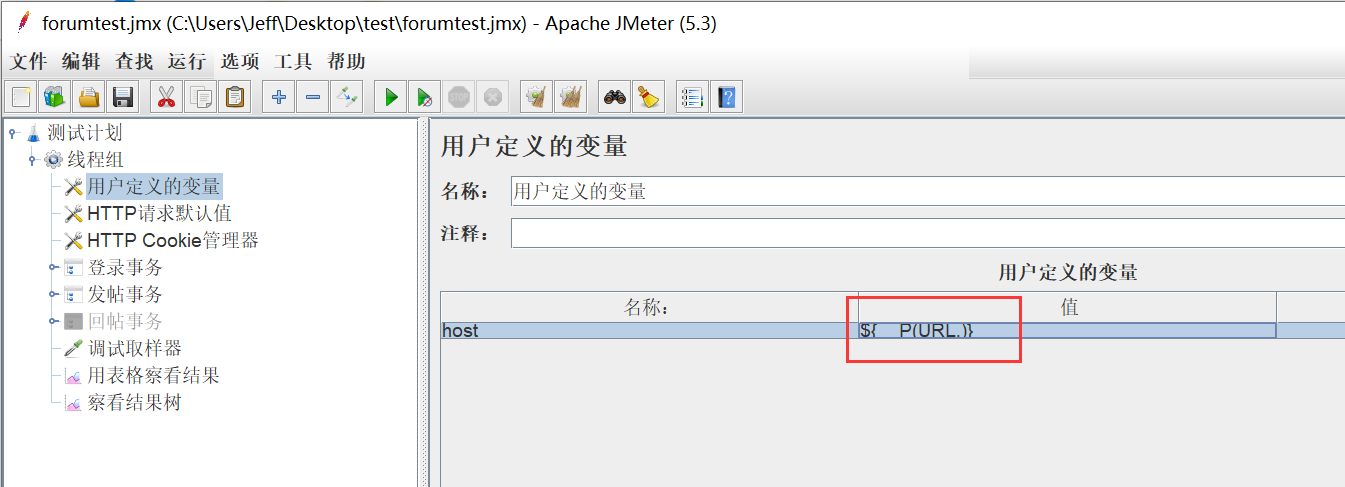 forumtest.jmx (C:\Users\Jeff\Desktop\test\forumtest.jmx) - Apache JMeter (5.3)
文件 编辑 查找 运行 选项 工具 帮助
测试计划
线程组
用户定义的变量
HTTP请求默认值
HTTP Cookie管理器
登录事务
发帖事务
回帖事务
调试取样器
用表格察看结果
察看结果树
用户定义的变量
名称： 用户定义的变量
注释：
用户定义的变量
名称： 值
host ${__P(URL,)}